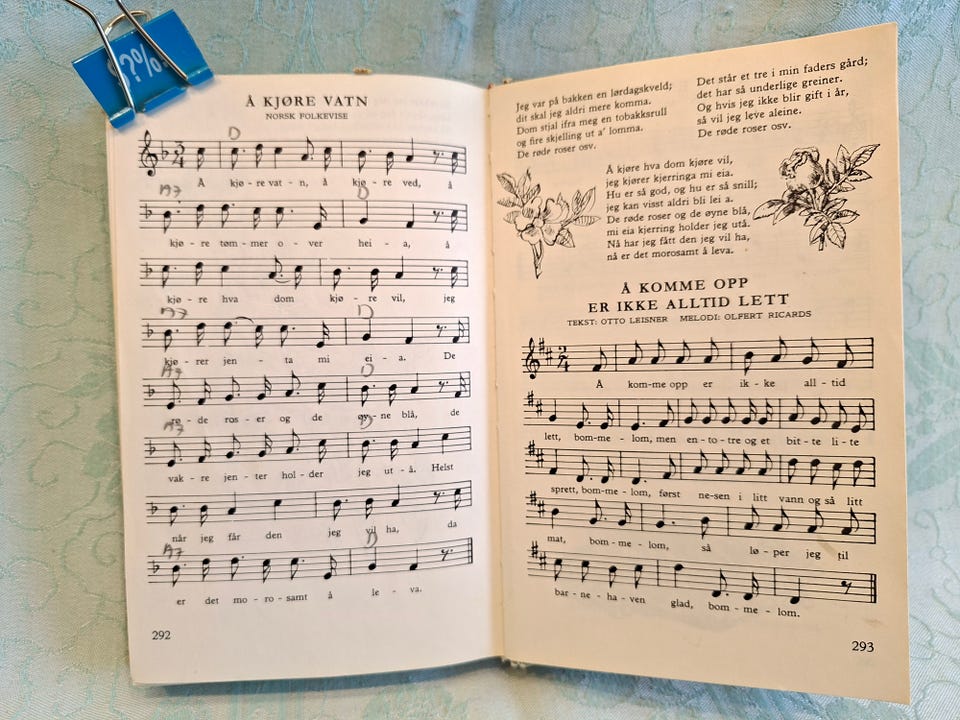 ?%
Å KJØRE VATN
NORSK FOLKEVISE
D
Å kjø - re vat - n, å kjø - re ved, å
A7 D
kjø - re tøm - mer o - ver hei - a, å
kjø - re hva dom kjø - re vil, jeg
A7 D
kjø - rer jen - ta mi ei - a. De
A7 D
rø - de ros - er og de øy - ne blå, de
A7 D
vak - re jen - ter hol - der jeg ut - å. Helst
når jeg får den jeg vil ha, da
A7 D
er det mo - ro - samt å le - va.
292
Jeg var på bakken en lørdagskveld;
dit skal jeg aldri mere komma.
Dom stjal ifra meg en tobakksrull
og fire skjelling ut a' lomma.
De røde roser osv.
Det står et tre i min faders gård;
det har så underlige greiner.
Og hvis jeg ikke blir gift i år,
så vil jeg leve aleine.
De røde roser osv.
Å kjøre hva dom kjøre vil,
jeg kjører kjerringa mi eia.
Hu er så god, og hu er så snill;
jeg kan visst aldri bli lei a.
De røde roser og de øyne blå,
mi eia kjerring holder jeg utå.
Nå har jeg fått den jeg vil ha,
nå er det morosamt å leva.
Å KOMME OPP
ER IKKE ALLTID LETT
TEKST: OTTO LEISNER MELODI: OLFERT RICARDS
Å kom-me opp er ik - ke all - tid
lett, bom-me - lom, men en - to - tre og et bit - te li - te
sprett, bom-me - lom, først ne-sen i litt vann og så litt
mat, bom - me - lom, så lø - per jeg til
bar - ne - ha - ven glad, bom - me - lom.
293